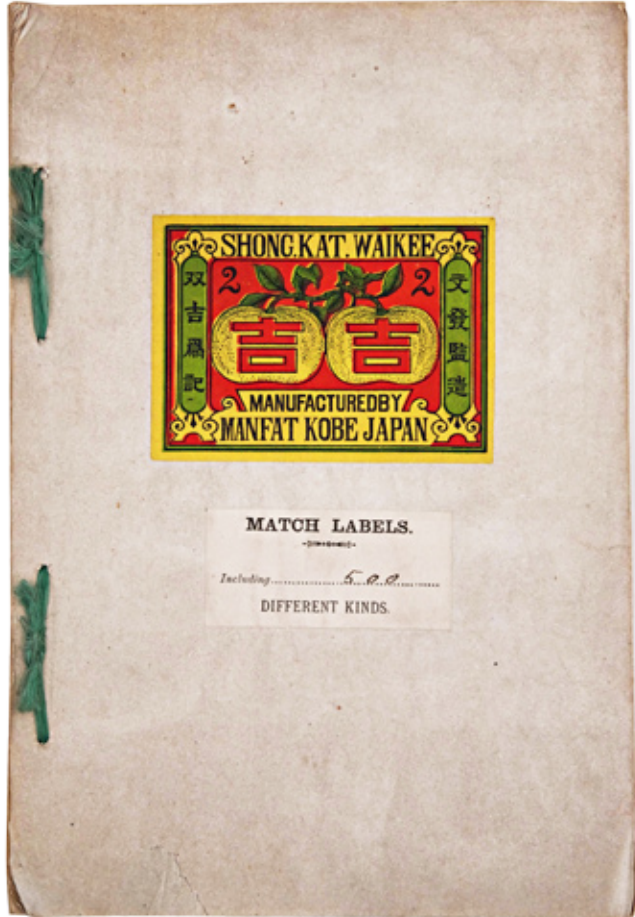 SHONG.KAT.WAIKEE
2 2
双吉為記
吉 吉
文發監造
MANUFACTUREDBY
MANFAT KOBE JAPAN
MATCH LABELS.
Including..................500..........
DIFFERENT KINDS.